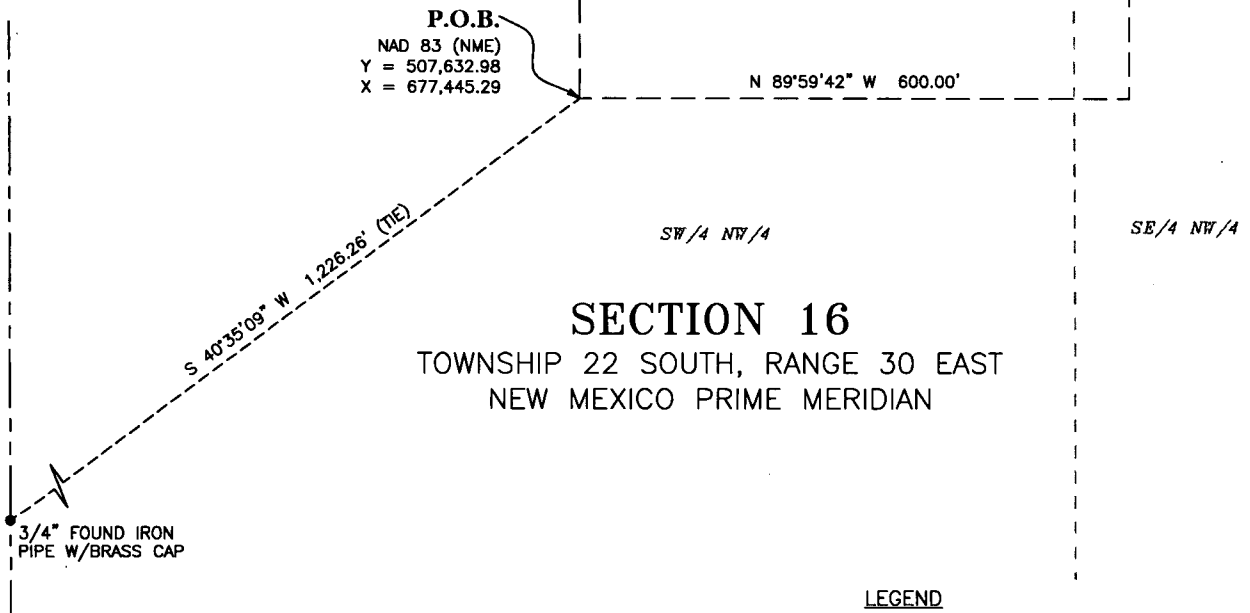 P.O.B.
NAD 83 (NME)
Y = 507,632.98
X = 677,445.29
N 89°59'42" W 600.00'
S 40°35'09" W 1,226.26' (TIE)
SW/4 NW/4
SE/4 NW/4
SECTION 16
TOWNSHIP 22 SOUTH, RANGE 30 EAST
NEW MEXICO PRIME MERIDIAN
3/4" FOUND IRON
PIPE W/BRASS CAP
LEGEND